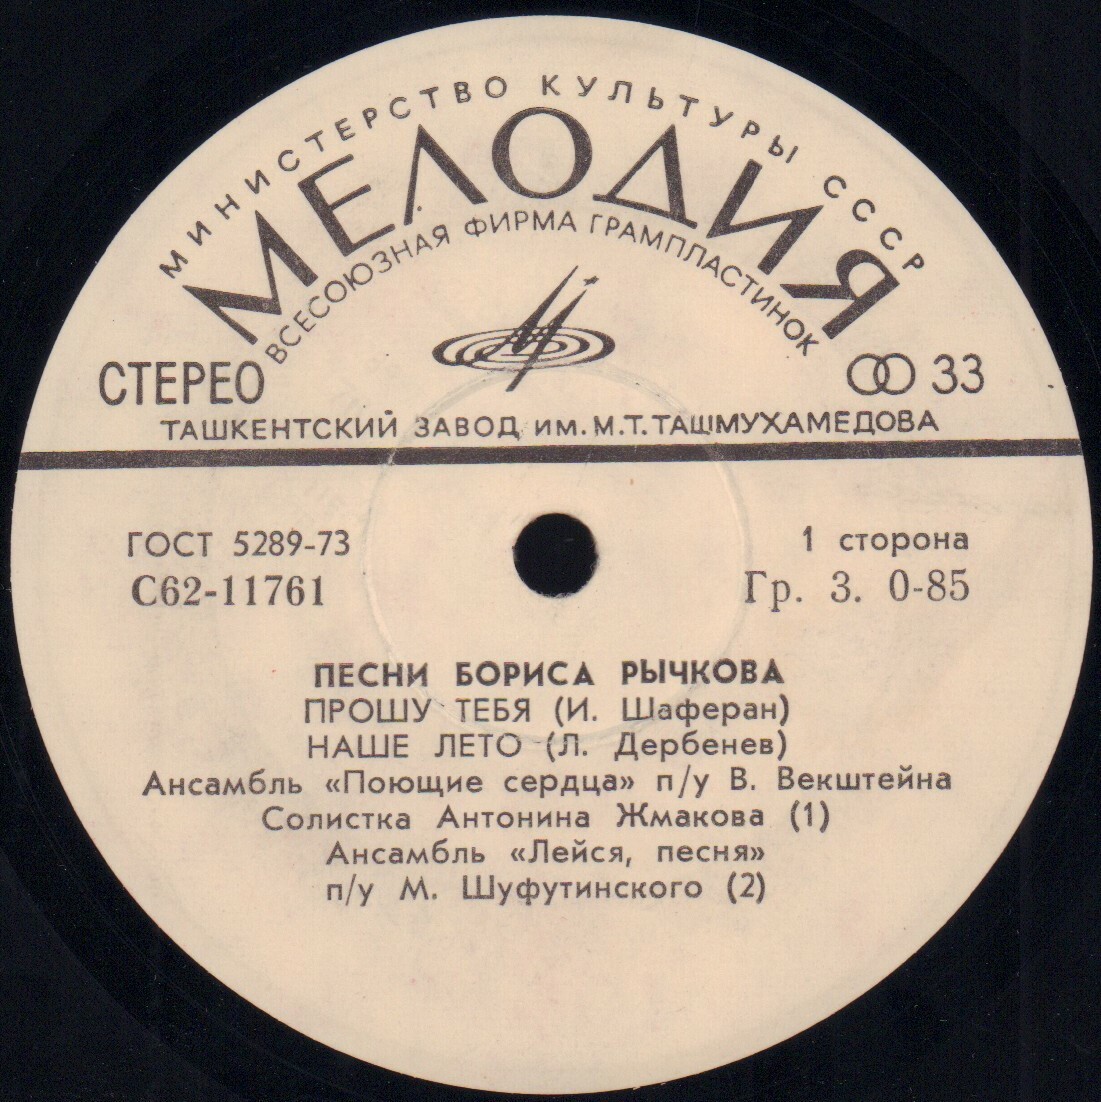 МИНИСТЕРСТВО КУЛЬТУРЫ СССР
МЕЛОДИЯ
ВСЕСОЮЗНАЯ ФИРМА ГРАМПЛАСТИНОК
СТЕРЕО 33
ТАШКЕНТСКИЙ ЗАВОД ИМ. М.Т. ТАШМУХАМЕДОВА
ГОСТ 5289-73 1 сторона
С62-11761 Гр. 3. 0-85
ПЕСНИ БОРИСА РЫЧКОВА
ПРОШУ ТЕБЯ (И. Шаферан)
НАШЕ ЛЕТО (Л. Дербенев)
Ансамбль «Поющие сердца» п/у В. Векштейна
Солистка Антонина Жмакова (1)
Ансамбль «Лейся, песня»
п/у М. Шуфутинского (2)